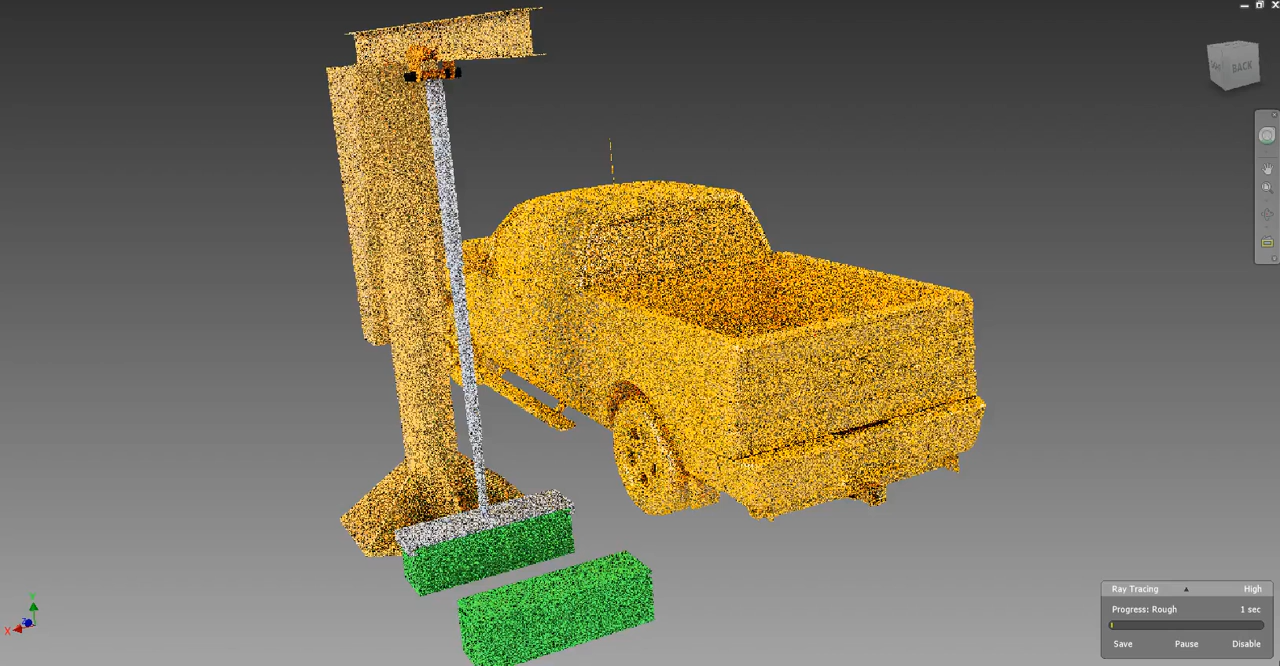 BACK
Ray Tracing High
Progress: Rough 1 sec
Save Pause Disable
Y
X
Z